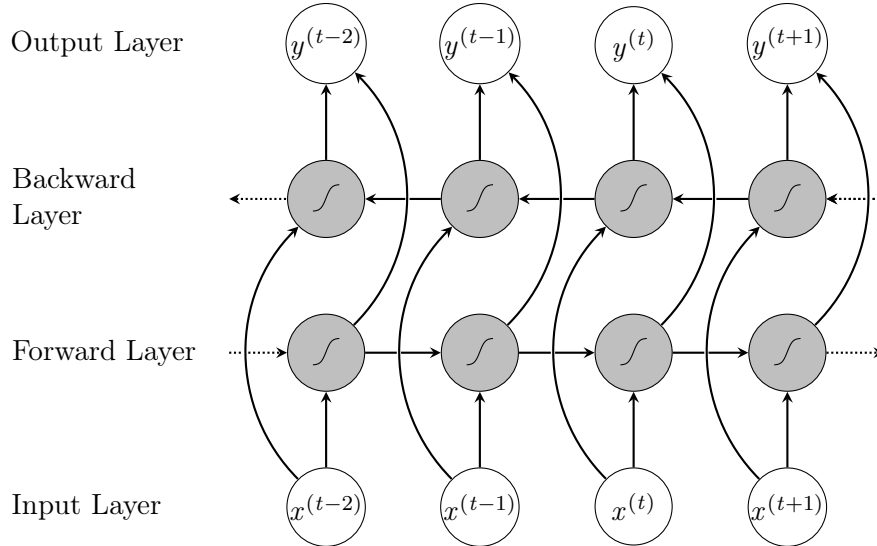 Output Layer
y^(t−2) y^(t−1) y^(t) y^(t+1)
Backward
Layer
Forward Layer
Input Layer
x^(t−2) x^(t−1) x^(t) x^(t+1)